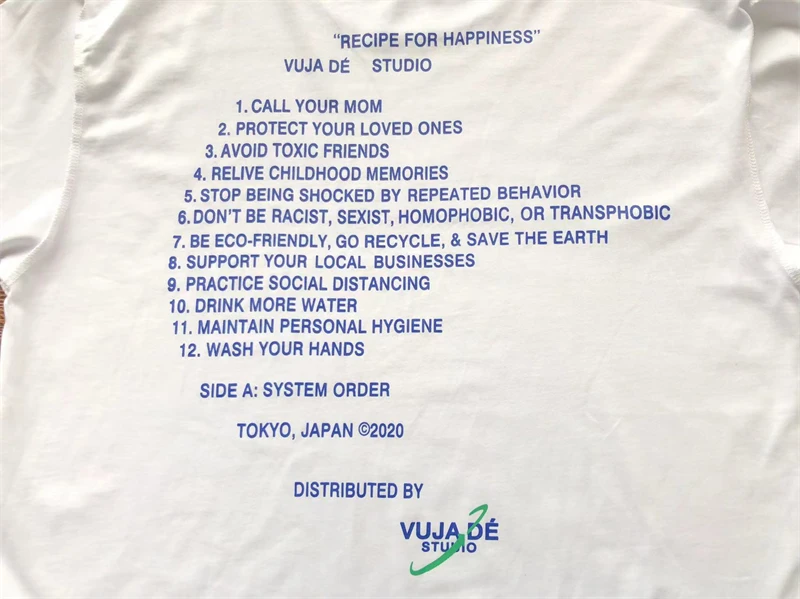 "RECIPE FOR HAPPINESS"
VUJA DÉ STUDIO
1. CALL YOUR MOM
2. PROTECT YOUR LOVED ONES
3. AVOID TOXIC FRIENDS
4. RELIVE CHILDHOOD MEMORIES
5. STOP BEING SHOCKED BY REPEATED BEHAVIOR
6. DON'T BE RACIST, SEXIST, HOMOPHOBIC, OR TRANSPHOBIC
7. BE ECO-FRIENDLY, GO RECYCLE, & SAVE THE EARTH
8. SUPPORT YOUR LOCAL BUSINESSES
9. PRACTICE SOCIAL DISTANCING
10. DRINK MORE WATER
11. MAINTAIN PERSONAL HYGIENE
12. WASH YOUR HANDS
SIDE A: SYSTEM ORDER
TOKYO, JAPAN ©2020
DISTRIBUTED BY
VUJA DÉ
STUDIO